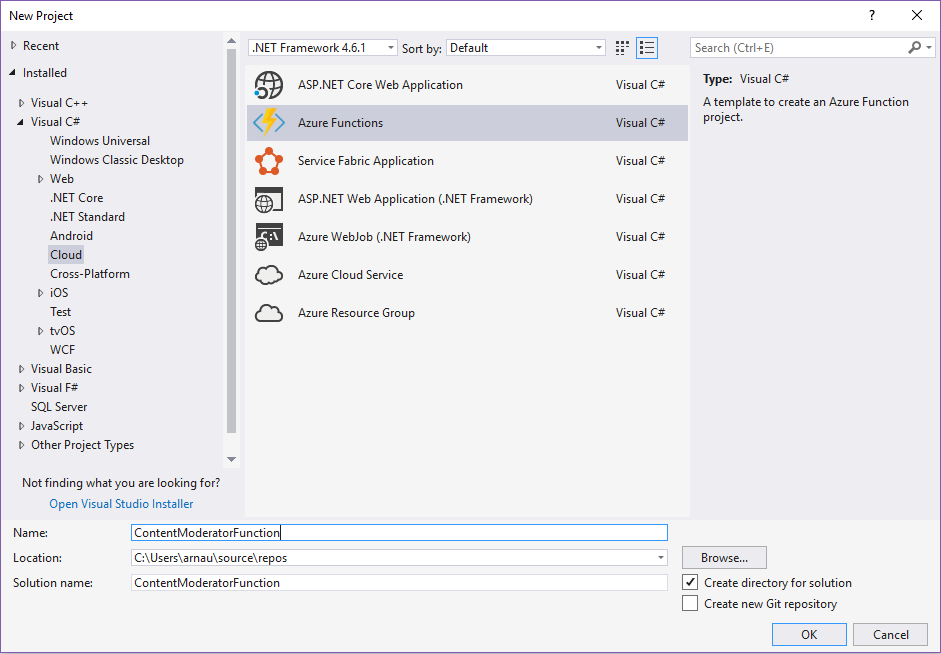 New Project
?
Recent
Installed
Visual C++
Visual C#
Windows Universal
Windows Classic Desktop
Web
.NET Core
.NET Standard
Android
Cloud
Cross-Platform
iOS
Test
tvOS
WCF
Visual Basic
Visual F#
SQL Server
JavaScript
Other Project Types
Not finding what you are looking for?
Open Visual Studio Installer
.NET Framework 4.6.1 Sort by: Default
ASP.NET Core Web Application Visual C#
Azure Functions Visual C#
Service Fabric Application Visual C#
ASP.NET Web Application (.NET Framework) Visual C#
C:\
Azure WebJob (.NET Framework) Visual C#
Azure Cloud Service Visual C#
Azure Resource Group Visual C#
Search (Ctrl+E)
Type: Visual C#
A template to create an Azure Function
project.
Name: ContentModeratorFunction
Location: C:\Users\arnau\source\repos Browse...
Solution name: ContentModeratorFunction Create directory for solution
Create new Git repository
OK Cancel